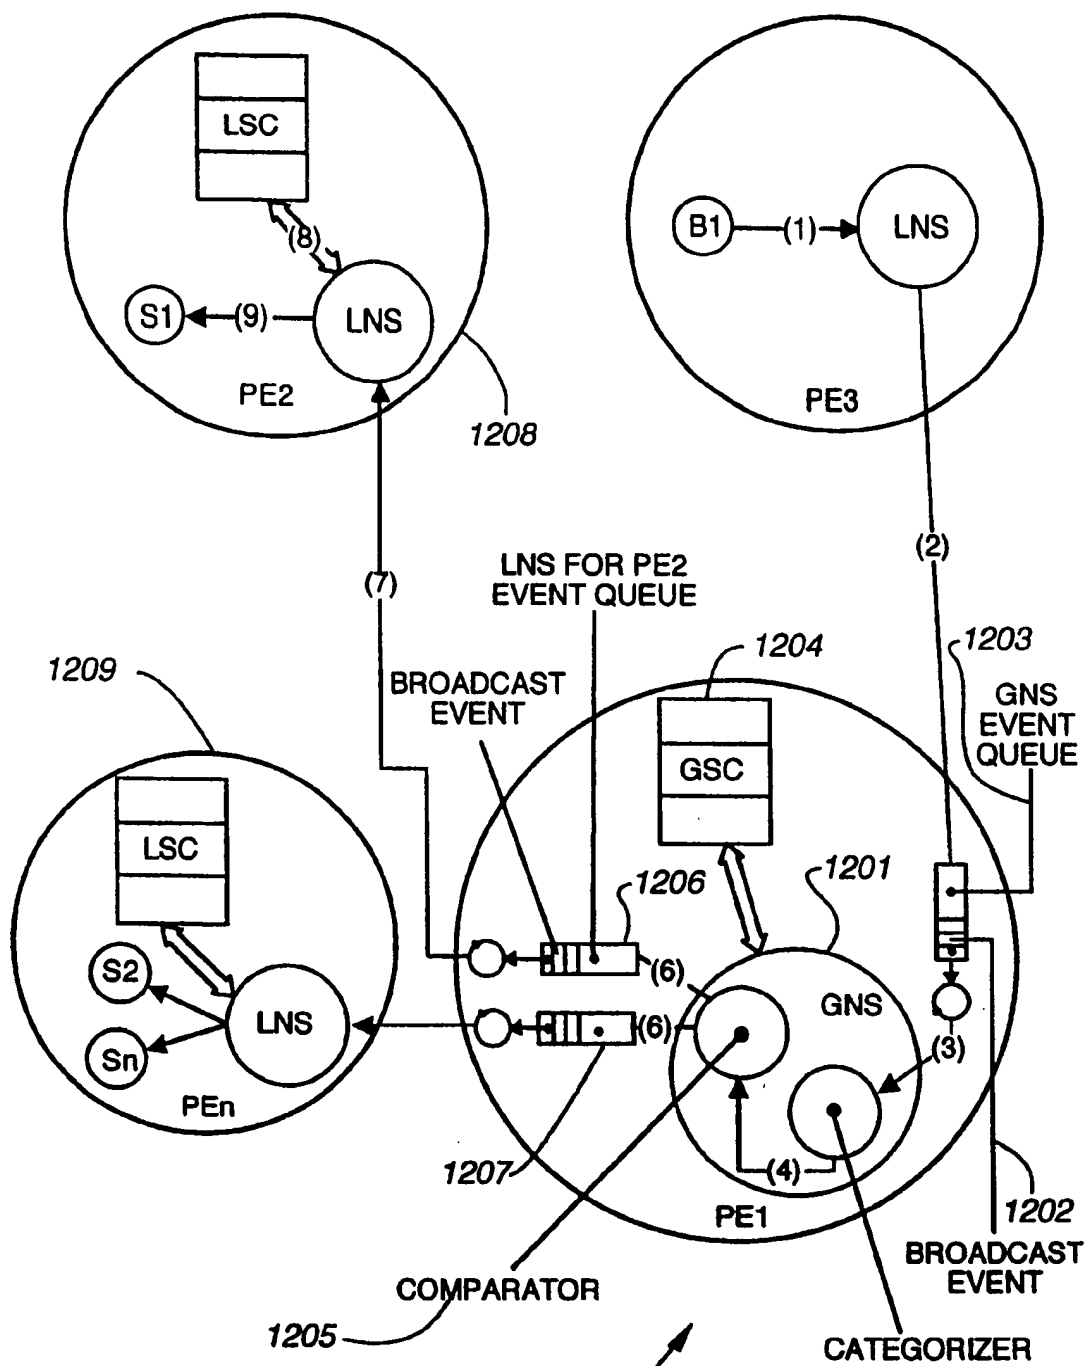 LSC
(8)
S1
(9)
LNS
PE2
1208
B1
(1)
LNS
PE3
(2)
(7)
LNS FOR PE2
EVENT QUEUE
1209
BROADCAST
EVENT
1204
1203
GNS
EVENT
QUEUE
LSC
GSC
1206
1201
S2
Sn
LNS
PEn
(6)
(6)
GNS
(3)
(4)
1207
PE1
1202
BROADCAST
EVENT
COMPARATOR
1205
CATEGORIZER